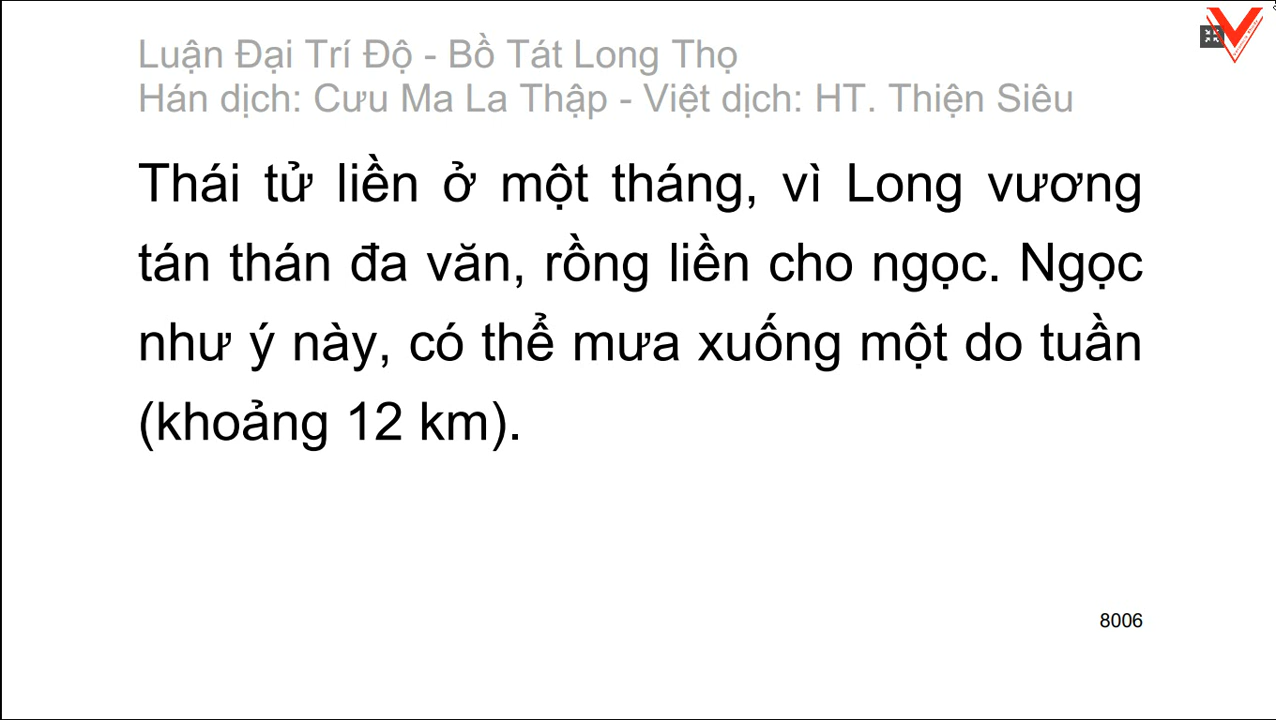 Luận Đại Trí Độ - Bồ Tát Long Thọ
Hán dịch: Cưu Ma La Thập - Việt dịch: HT. Thiện Siêu
Thái tử liền ở một tháng, vì Long vương
tán thán đa văn, rồng liền cho ngọc. Ngọc
như ý này, có thể mưa xuống một do tuần
(khoảng 12 km).
8006